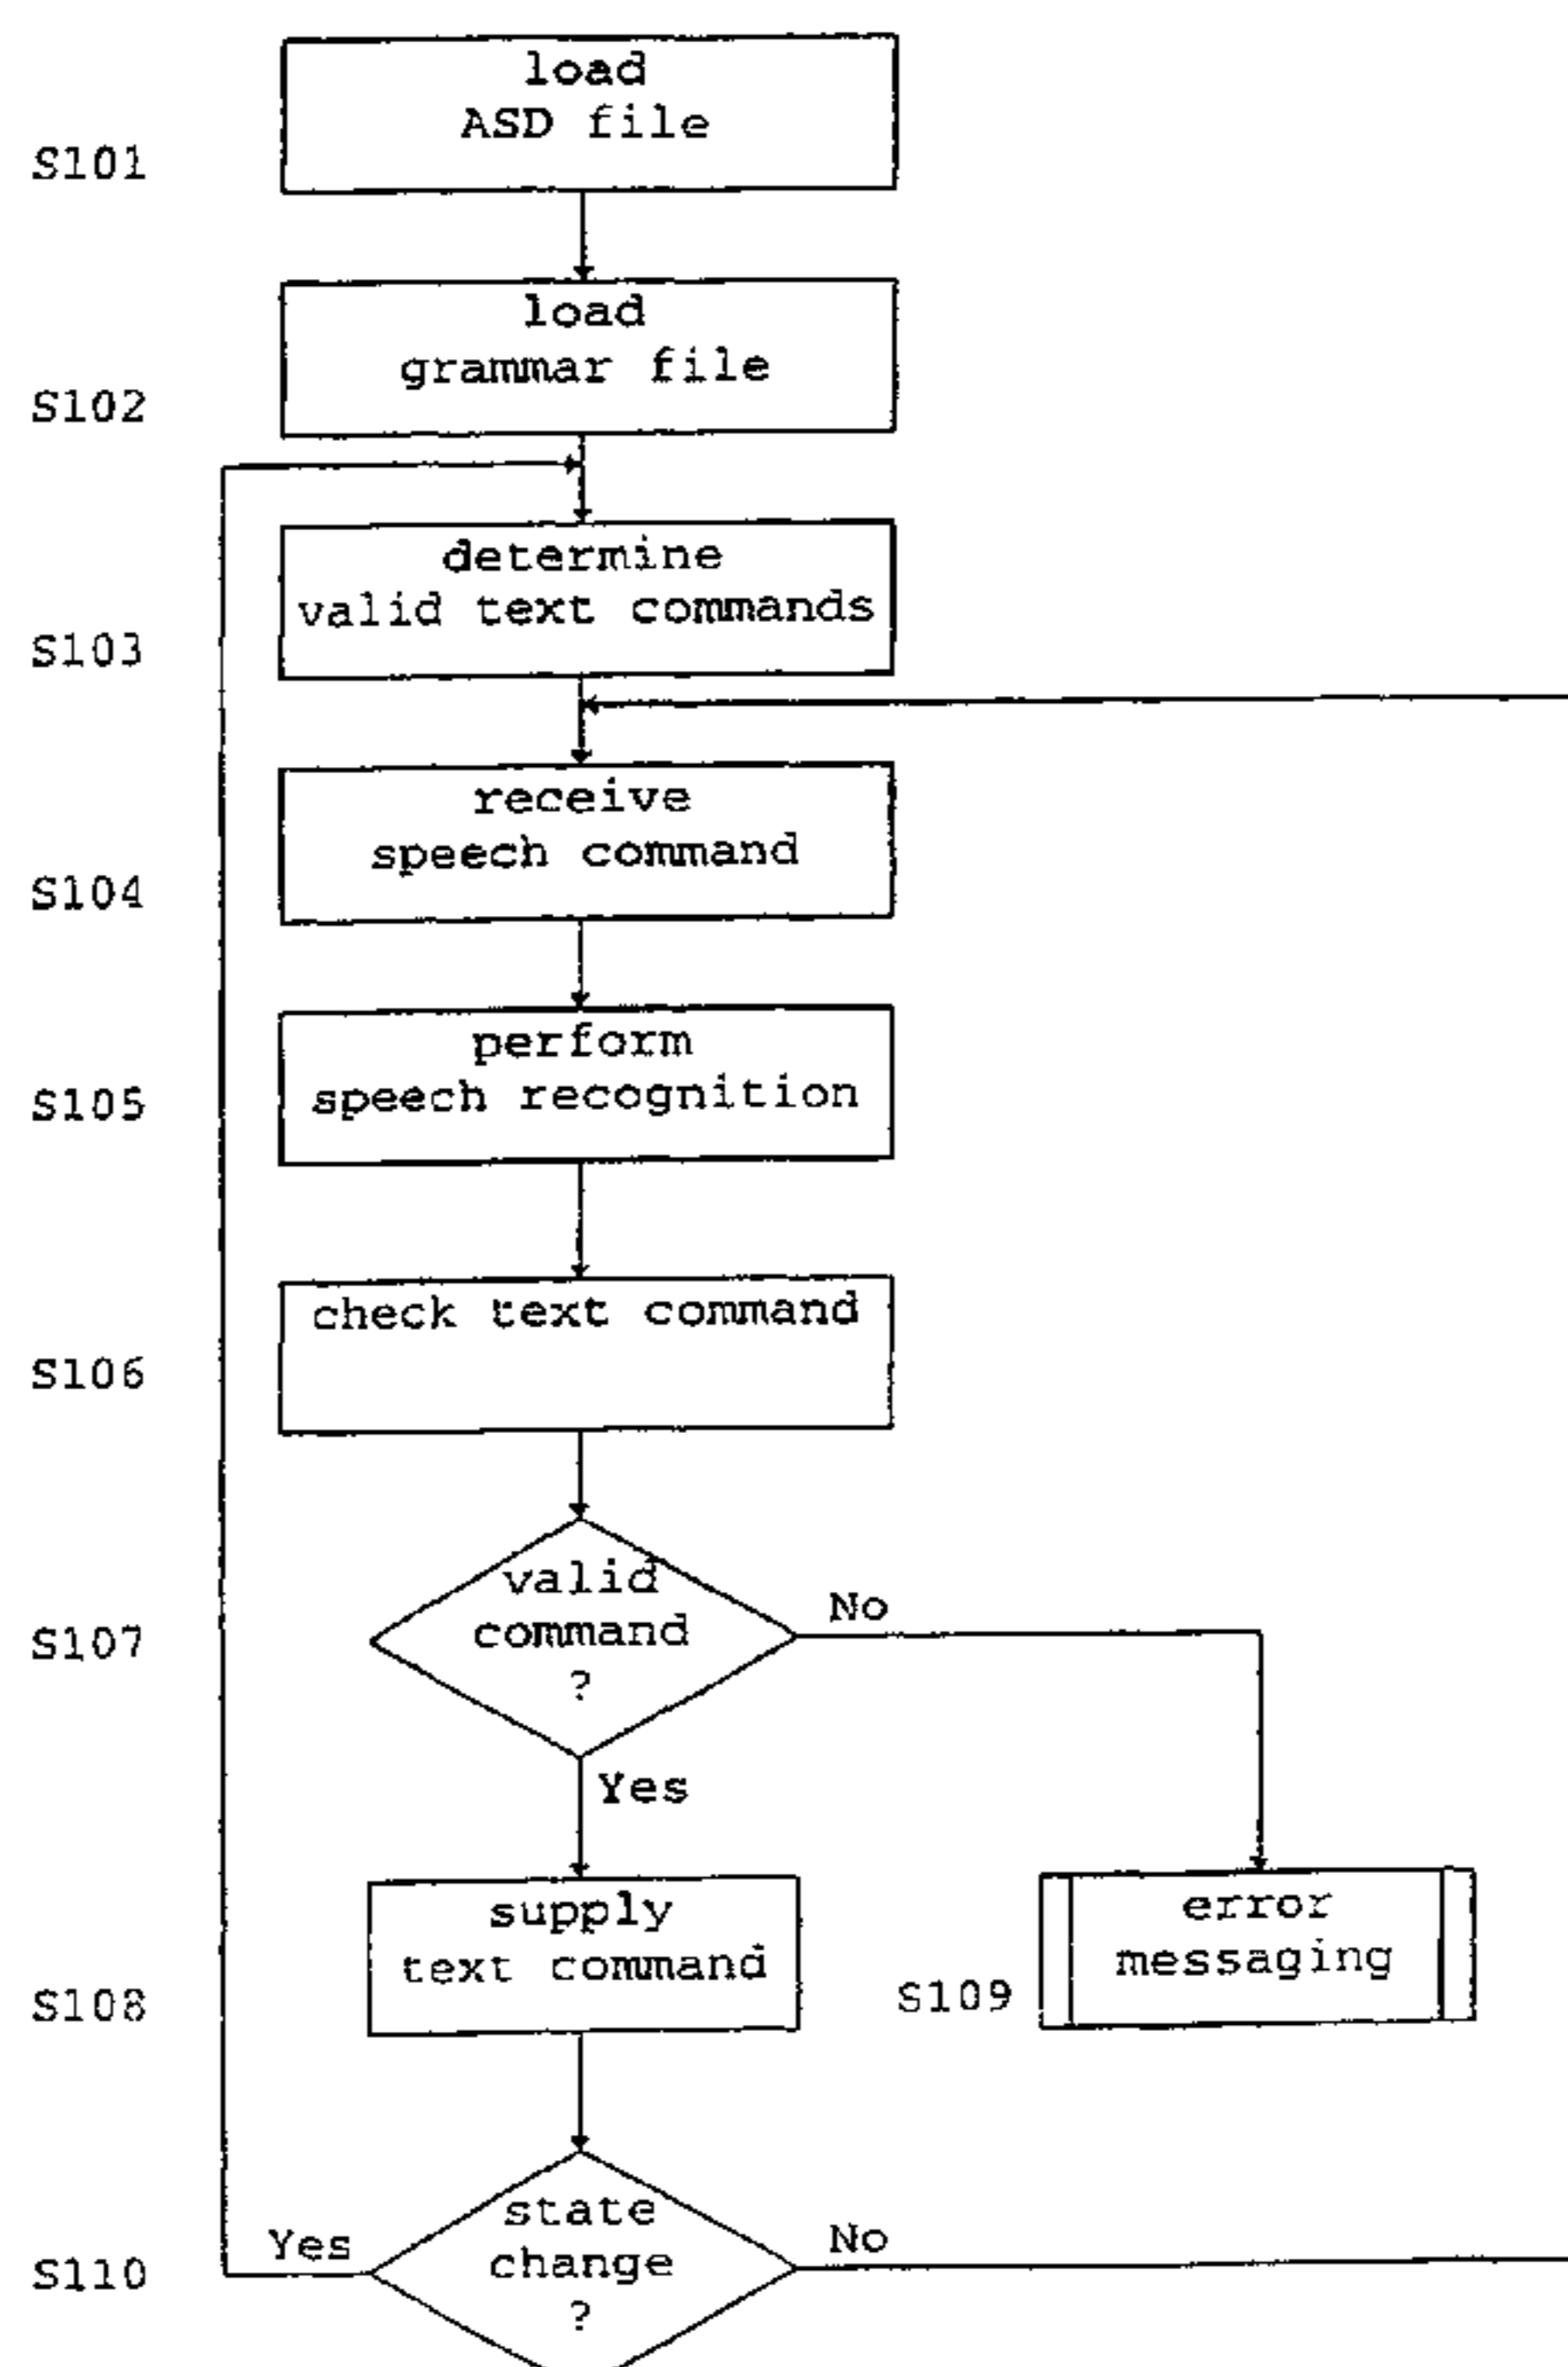 load
ASD file
S101
load
grammar file
S102
determine
valid text commands
S103
receive
speech command
S104
perform
speech recognition
S105
check text command
S106
valid
command
?
No
S107
Yes
supply
text command
S108
error
messaging
S109
state
change
?
Yes
No
S110